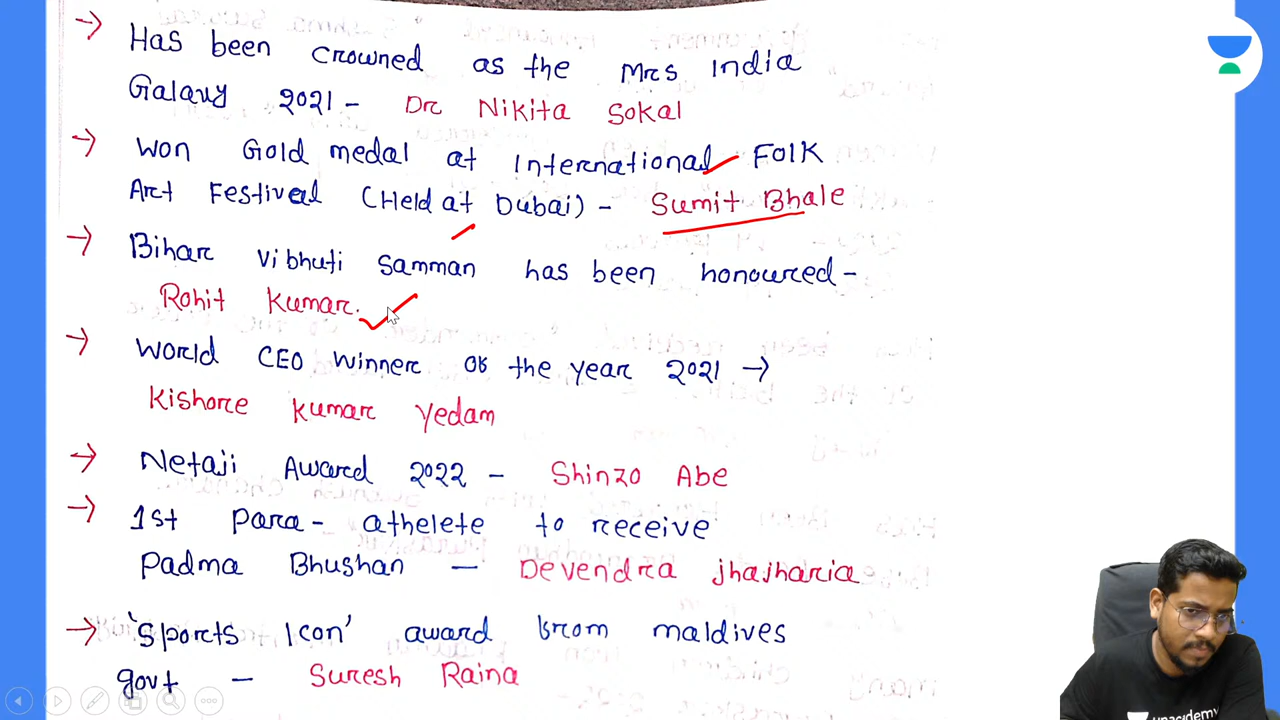 → Has been crowned as the Mrs India
Galaxy 2021 - Dr Nikita Sokal
→ Won Gold medal at International Folk
Art Festival (Held at Dubai) - Sumit Bhale
→ Bihar Vibhuti Samman has been honoured -
Rohit Kumar.
→ World CEO Winner of the year 2021 →
Kishore Kumar Yedam
→ Netaji Award 2022 - Shinzo Abe
→ 1st Para - athelete to receive
Padma Bhushan - Devendra Jhajharia
→ 'Sports Icon' award from maldives
govt - Suresh Raina
unacademy